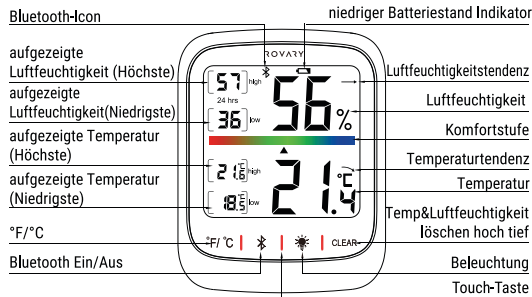 Bluetooth-Icon
niedriger Batteriestand Indikator
aufgezeigte
Luftfeuchtigkeit (Höchste)
aufgezeigte
Luftfeuchtigkeit(Niedrigste)
aufgezeigte Temperatur
(Höchste)
aufgezeigte Temperatur
(Niedrigste)
°F/°C
Bluetooth Ein/Aus
ROVARY
57 high
24 hrs
36 low
56 %
21.6 °F high
18.5 °F low
21.4 °C
°F/ °C
CLEAR
Luftfeuchtigkeitstendenz
Luftfeuchtigkeit
Komfortstufe
Temperaturtendenz
Temperatur
Temp&Luftfeuchtigkeit
löschen hoch tief
Beleuchtung
Touch-Taste